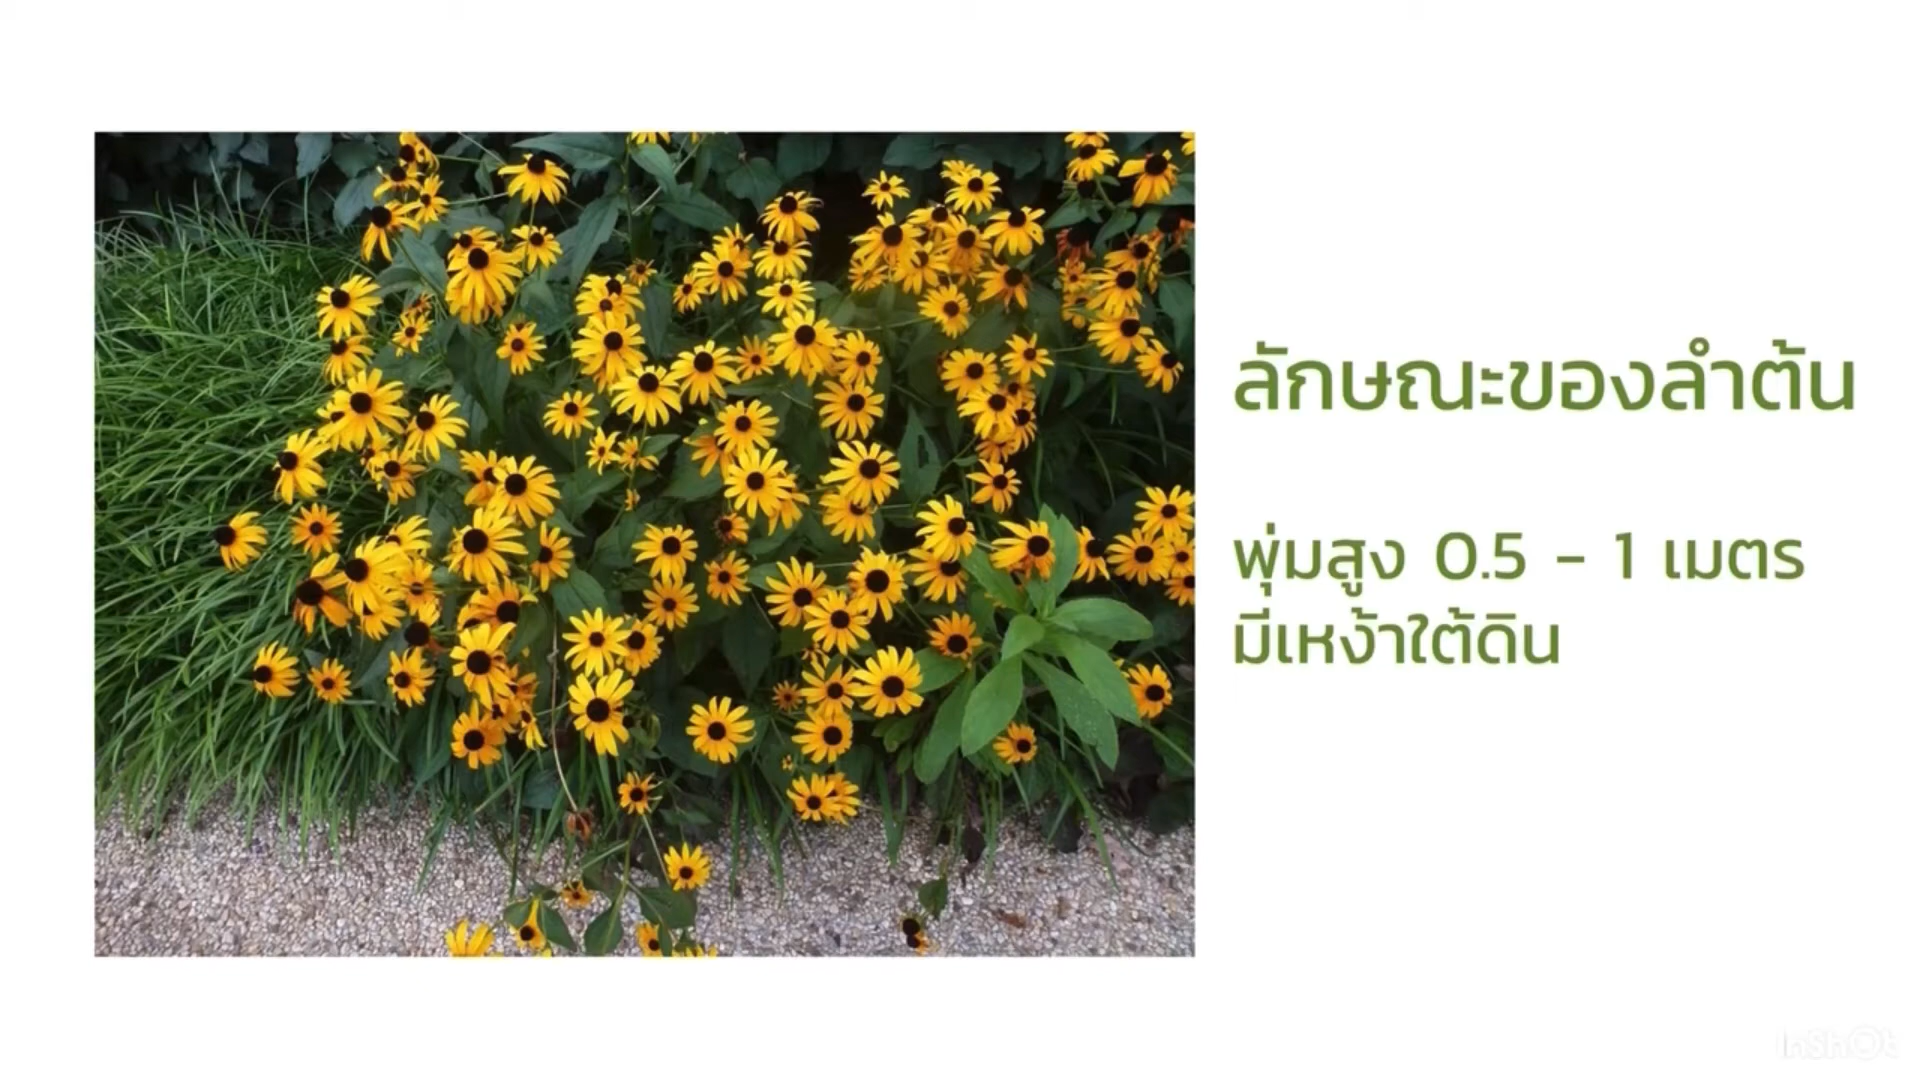 ลักษณะของลำต้น
พุ่มสูง 0.5 - 1 เมตร
มีเหง้าใต้ดิน
InShOt